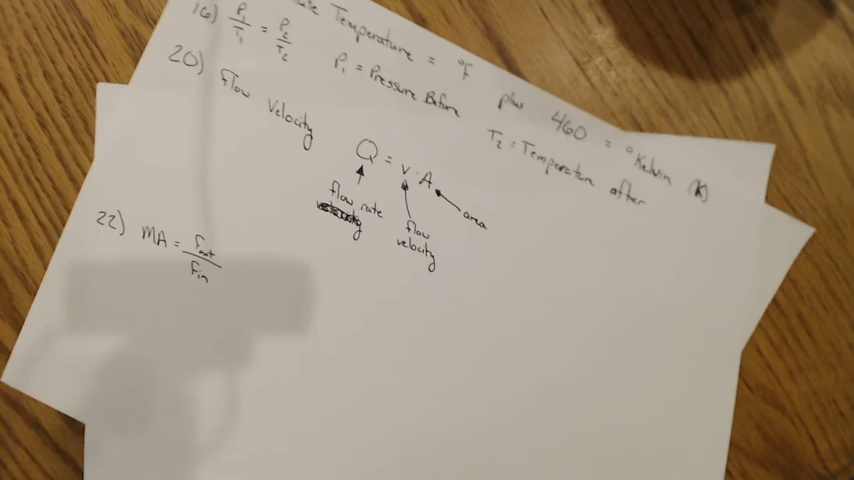 use Temperature = °F plus 460 = °Kelvin (K)
16) P1/T1 = P2/T2 P1 = Pressure Before T2 = Temperature after
20) Flow Velocity
Q = v · A
flow rate
flow velocity
area
22) MA = Fout/Fin